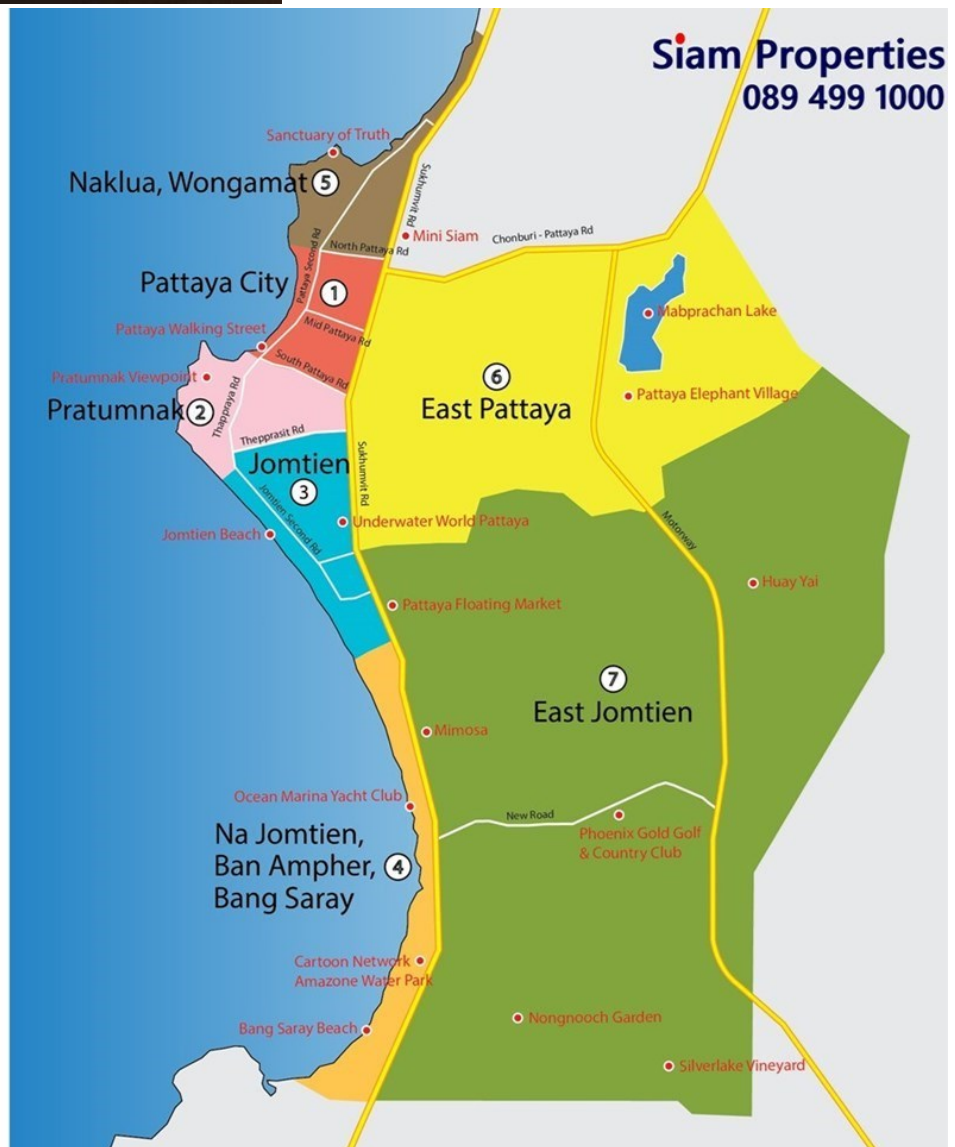 Siam Properties
089 499 1000
Sanctuary of Truth
Naklua, Wongamat 5
Sukhumvit Rd
Mini Siam
Chonburi - Pattaya Rd
North Pattaya Rd
Pattaya Second Rd
Pattaya City
1
Mabprachan Lake
Mid Pattaya Rd
Pattaya Walking Street
South Pattaya Rd
Pratumnak Viewpoint
6
East Pattaya
Pattaya Elephant Village
Pratumnak 2
Thappraya Rd
Thepprasit Rd
Jomtien
3
Sukhumvit Rd
Jomtien Second Rd
Underwater World Pattaya
Jomtien Beach
Motorway
Huay Yai
Pattaya Floating Market
7
East Jomtien
Mimosa
Ocean Marina Yacht Club
New Road
Phoenix Gold Golf
& Country Club
Na Jomtien,
Ban Ampher, 4
Bang Saray
Cartoon Network
Amazone Water Park
Bang Saray Beach
Nongnooch Garden
Silverlake Vineyard